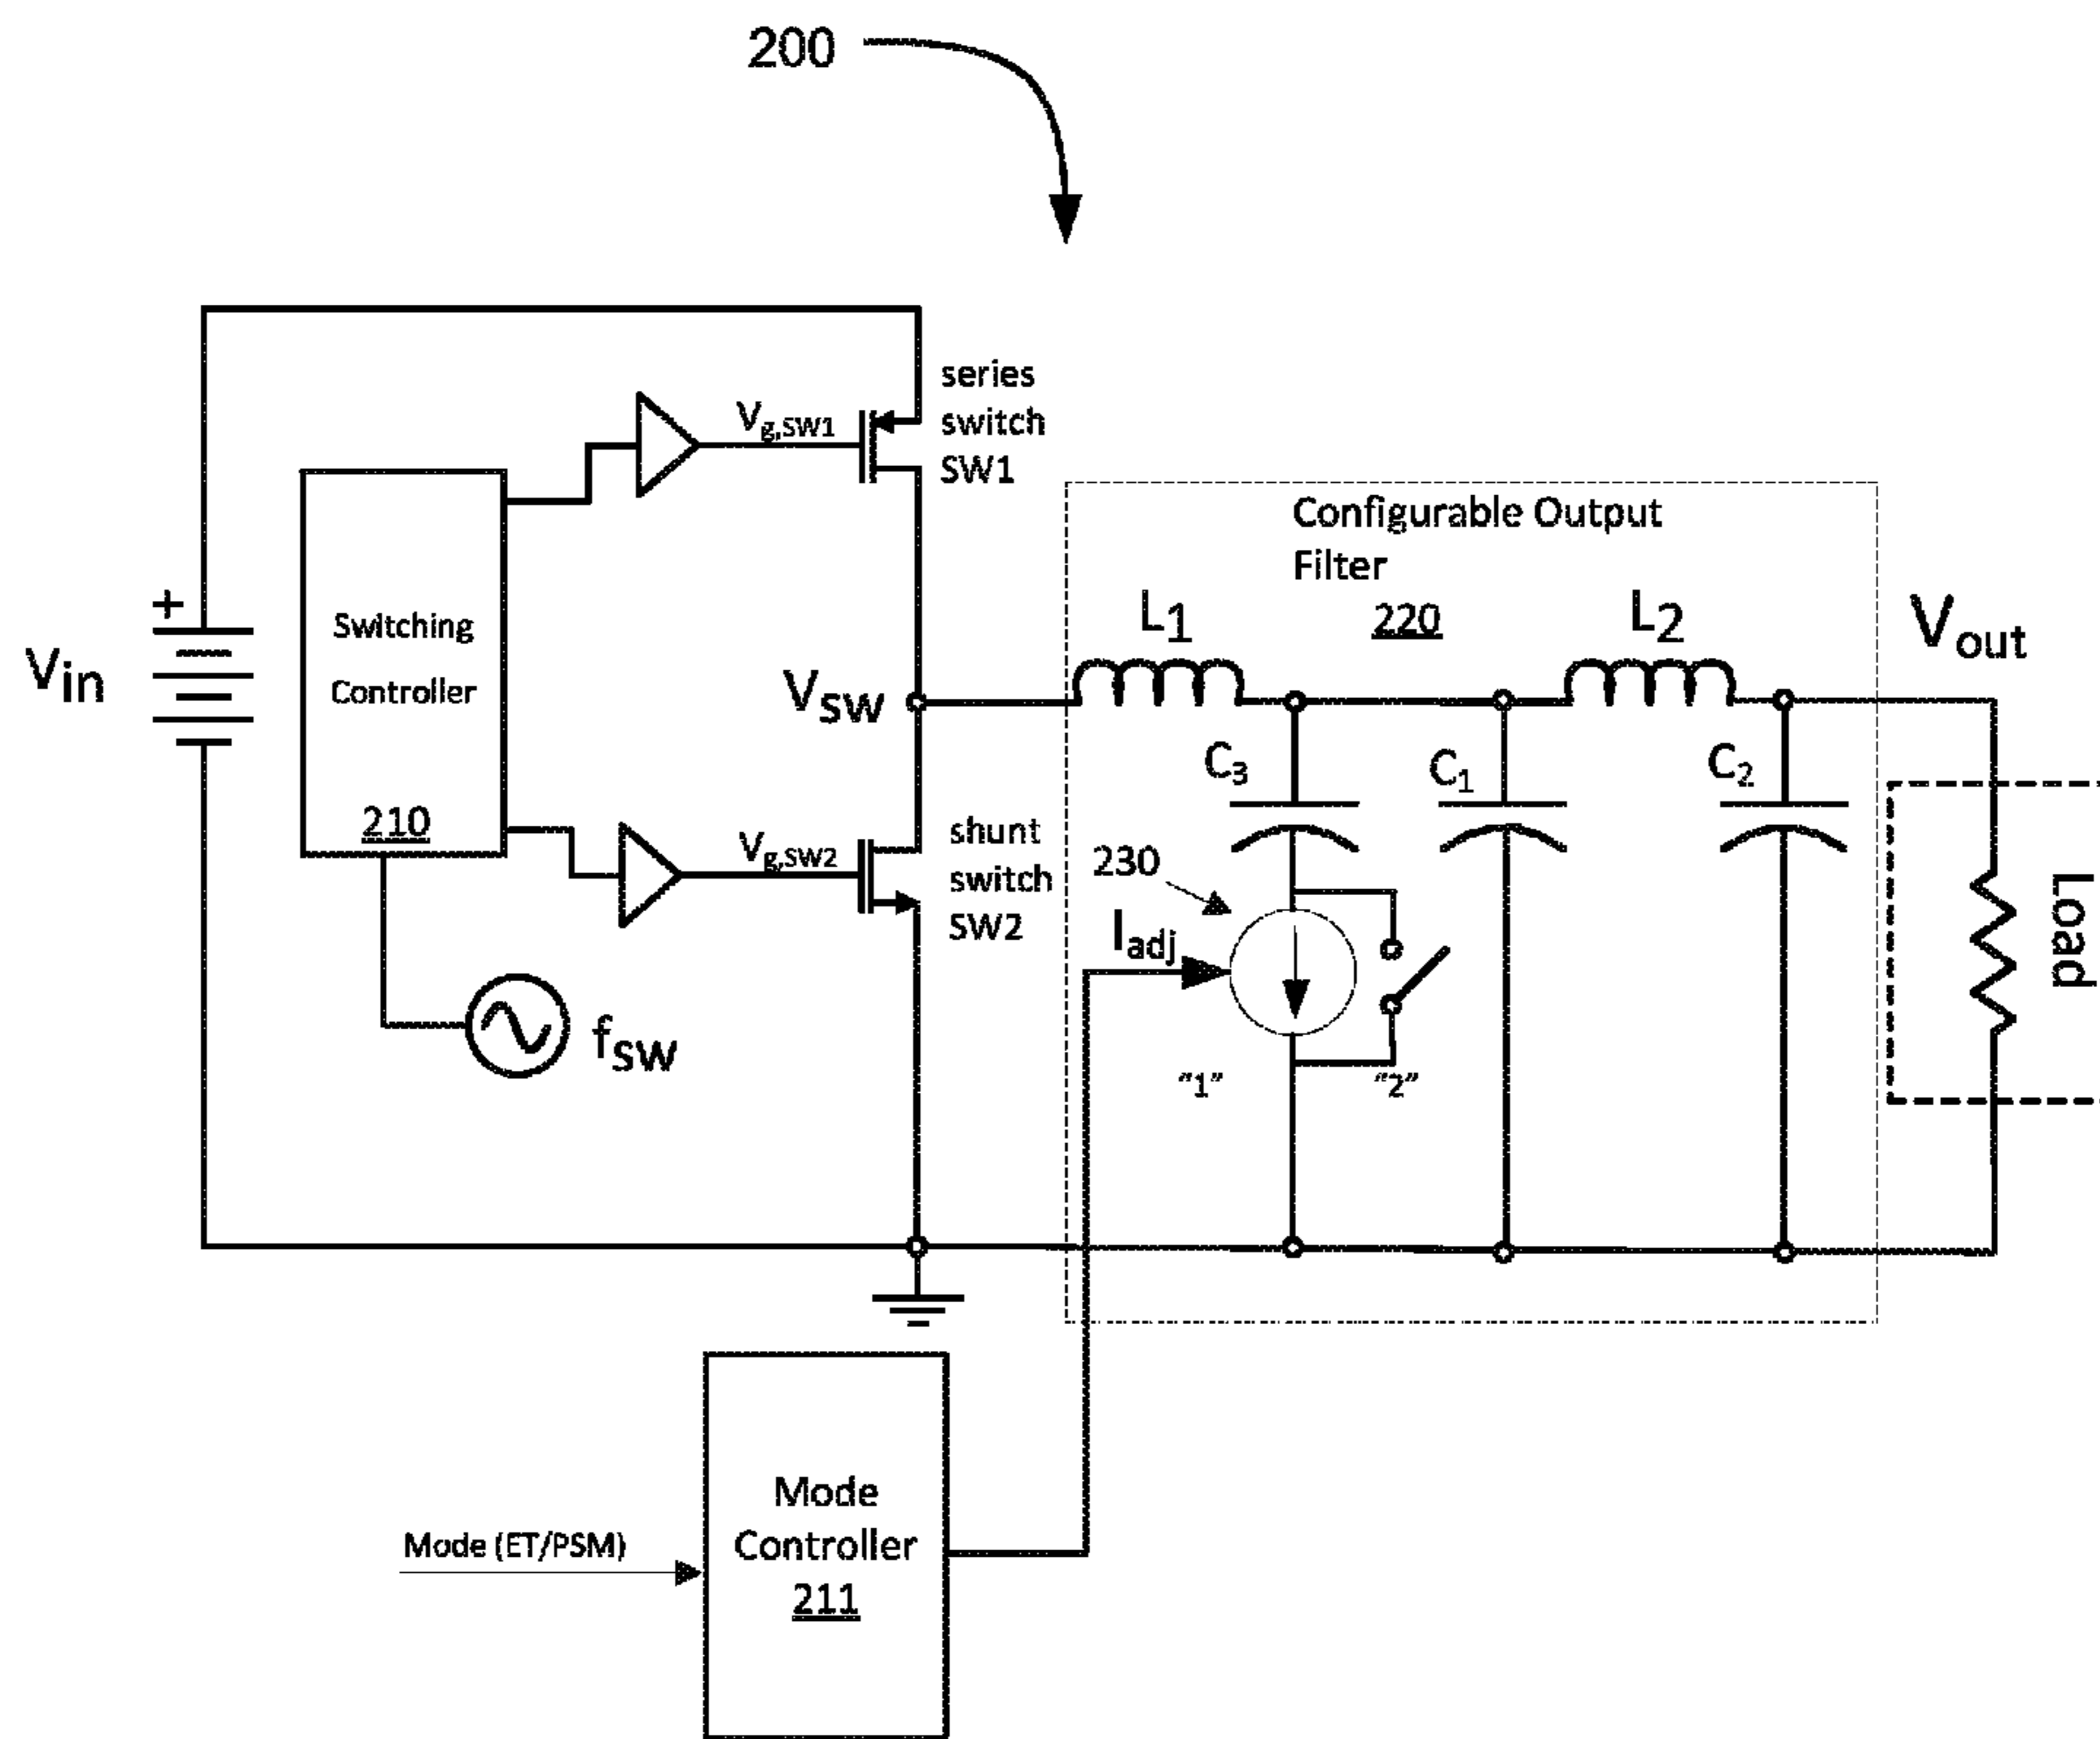 200
series
switch
SW1
Vg,SW1
Configurable Output
Filter
220
Switching
Controller
210
+
Vin
VSW
L1
L2
Vout
C3
C1
C2
Vg,SW2
shunt
switch
SW2
230
Iadj
Load
fSW
"1"
"2"
Mode (ET/PSM)
Mode
Controller
211